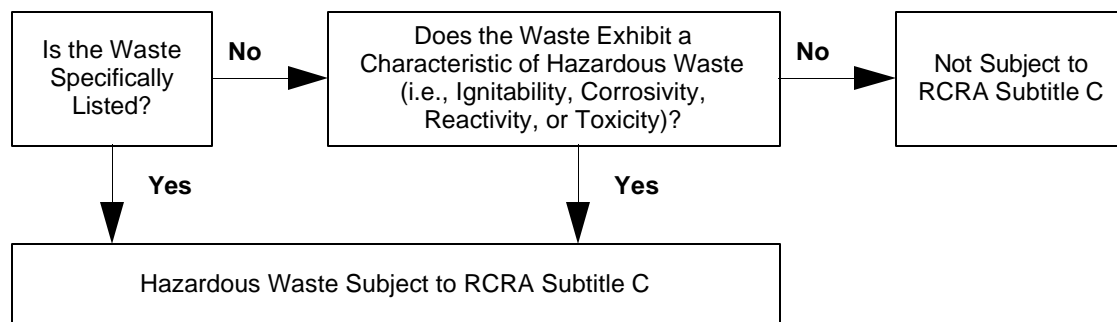 Is the Waste
Specifically
Listed?
No
Does the Waste Exhibit a
Characteristic of Hazardous Waste
(i.e., Ignitability, Corrosivity,
Reactivity, or Toxicity)?
No
Not Subject to
RCRA Subtitle C
Yes
Yes
Hazardous Waste Subject to RCRA Subtitle C